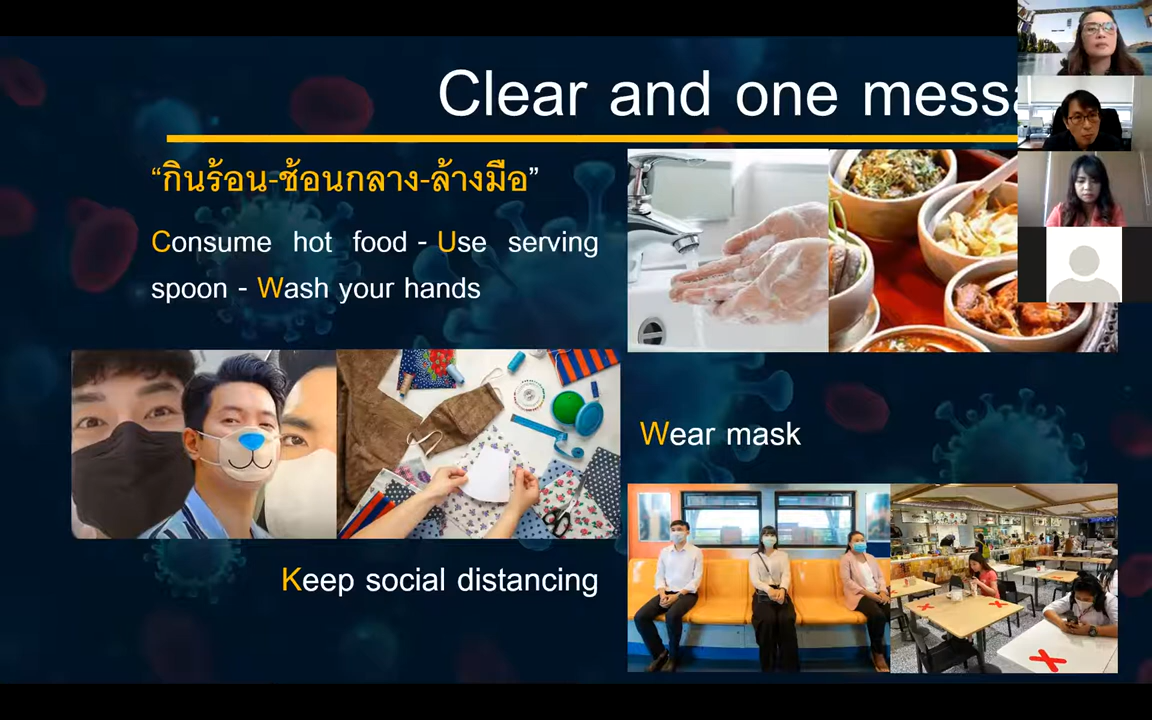 Clear and one mess
“กินร้อน-ช้อนกลาง-ล้างมือ”
Consume hot food - Use serving
spoon - Wash your hands
Wear mask
Keep social distancing